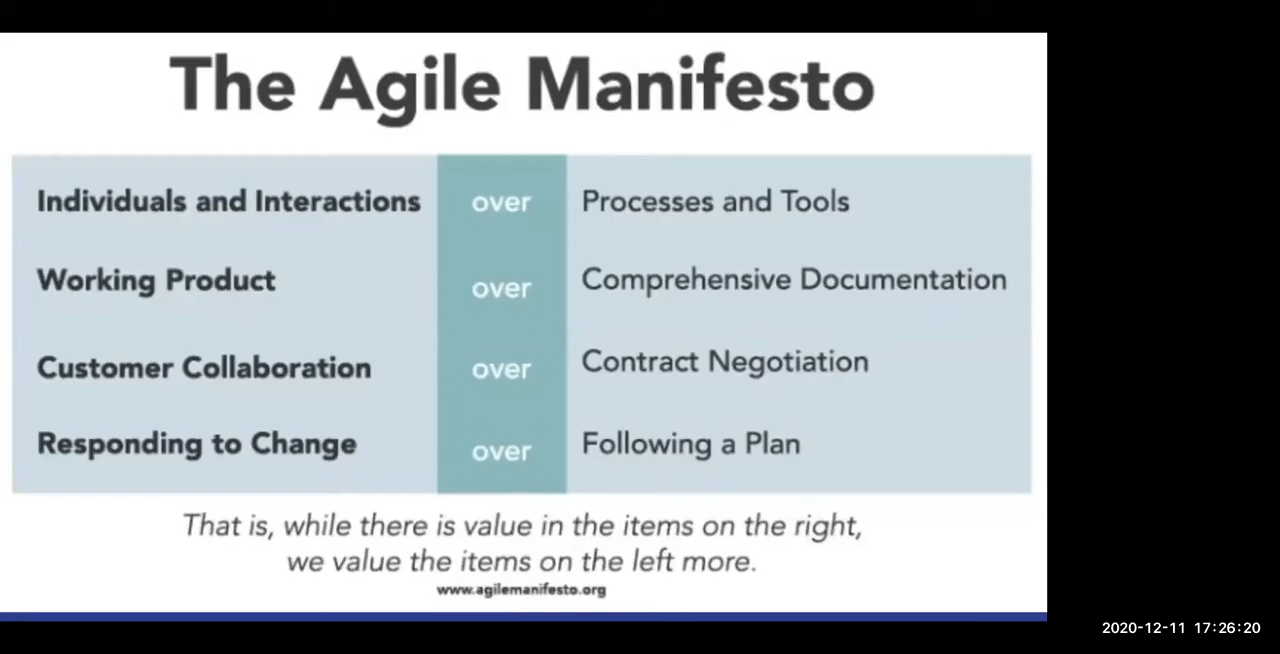 The Agile Manifesto
Individuals and Interactions over Processes and Tools
Working Product over Comprehensive Documentation
Customer Collaboration over Contract Negotiation
Responding to Change over Following a Plan
That is, while there is value in the items on the right,
we value the items on the left more.
www.agilemanifesto.org
2020-12-11 17:26:20